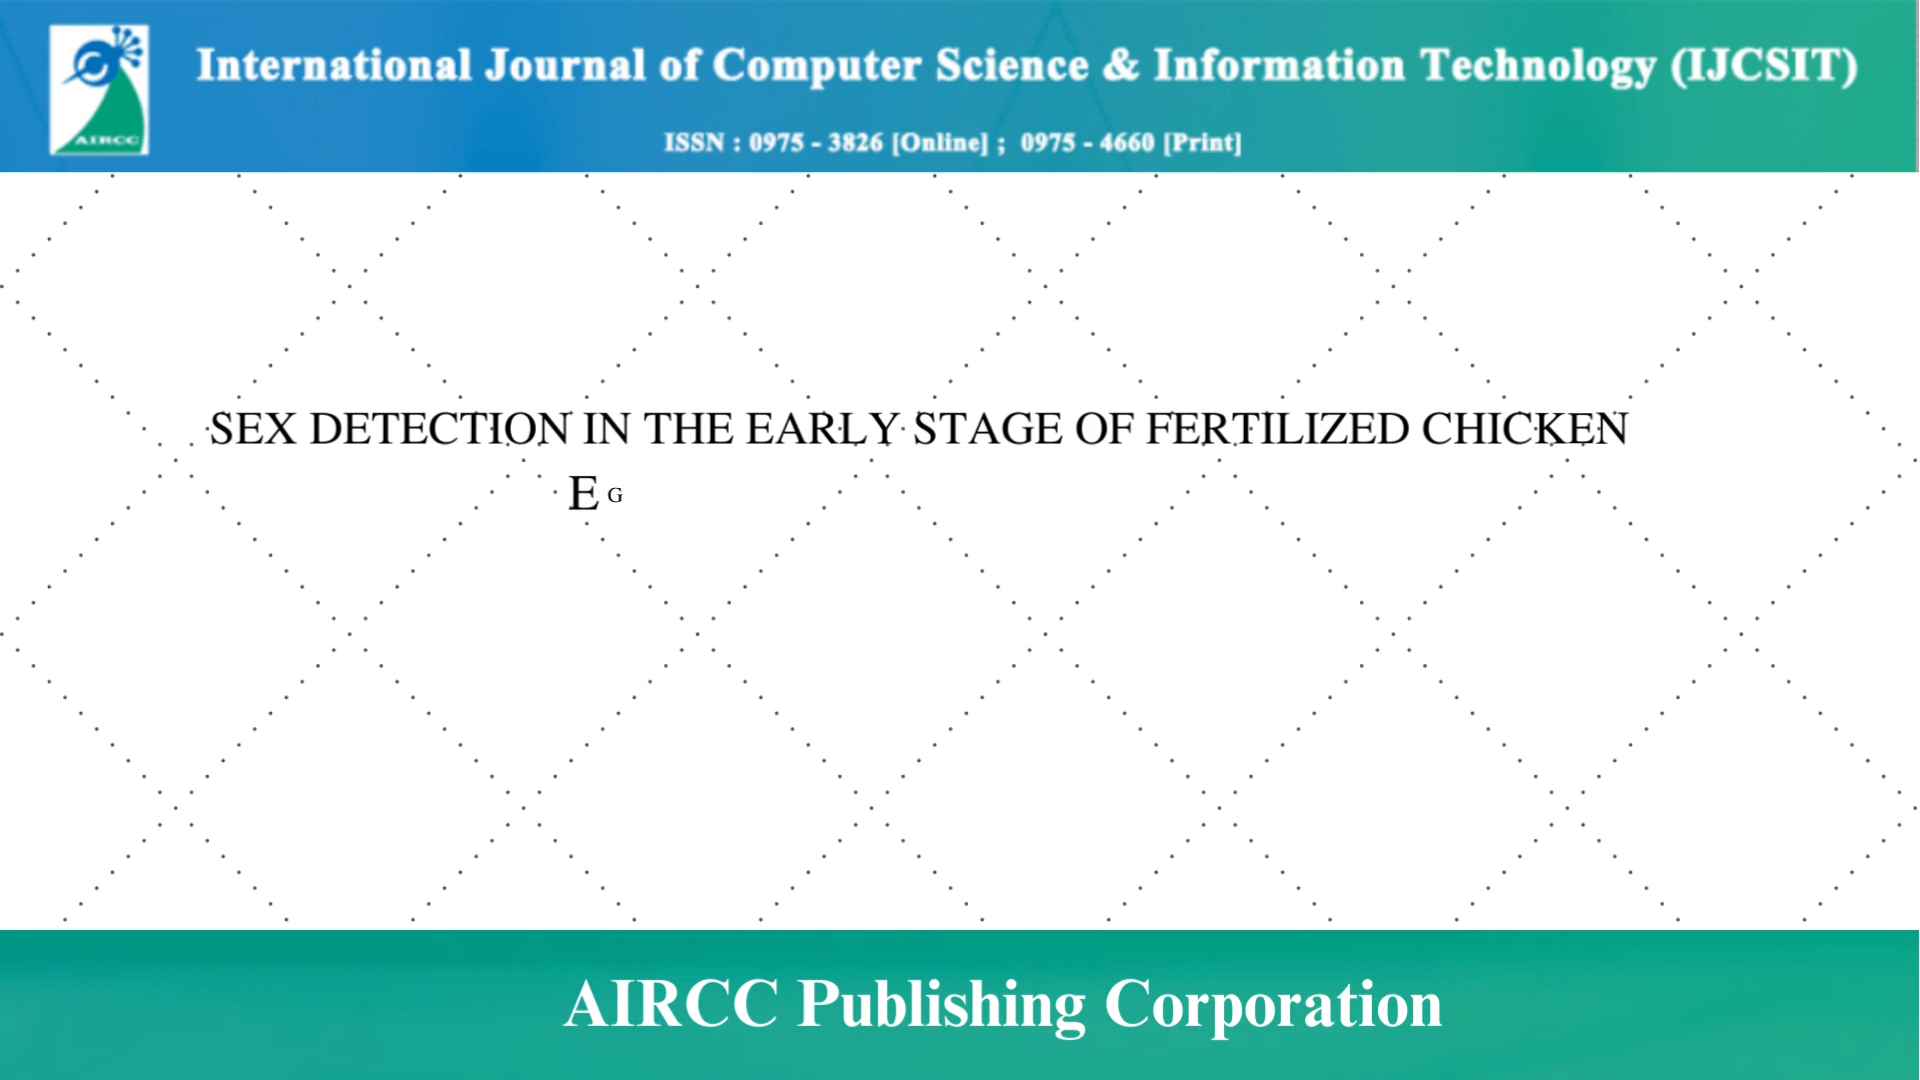 AIRCC
International Journal of Computer Science & Information Technology (IJCSIT)
ISSN : 0975 - 3826 [Online] ; 0975 - 4660 [Print]
SEX DETECTION IN THE EARLY STAGE OF FERTILIZED CHICKEN
E G
AIRCC Publishing Corporation